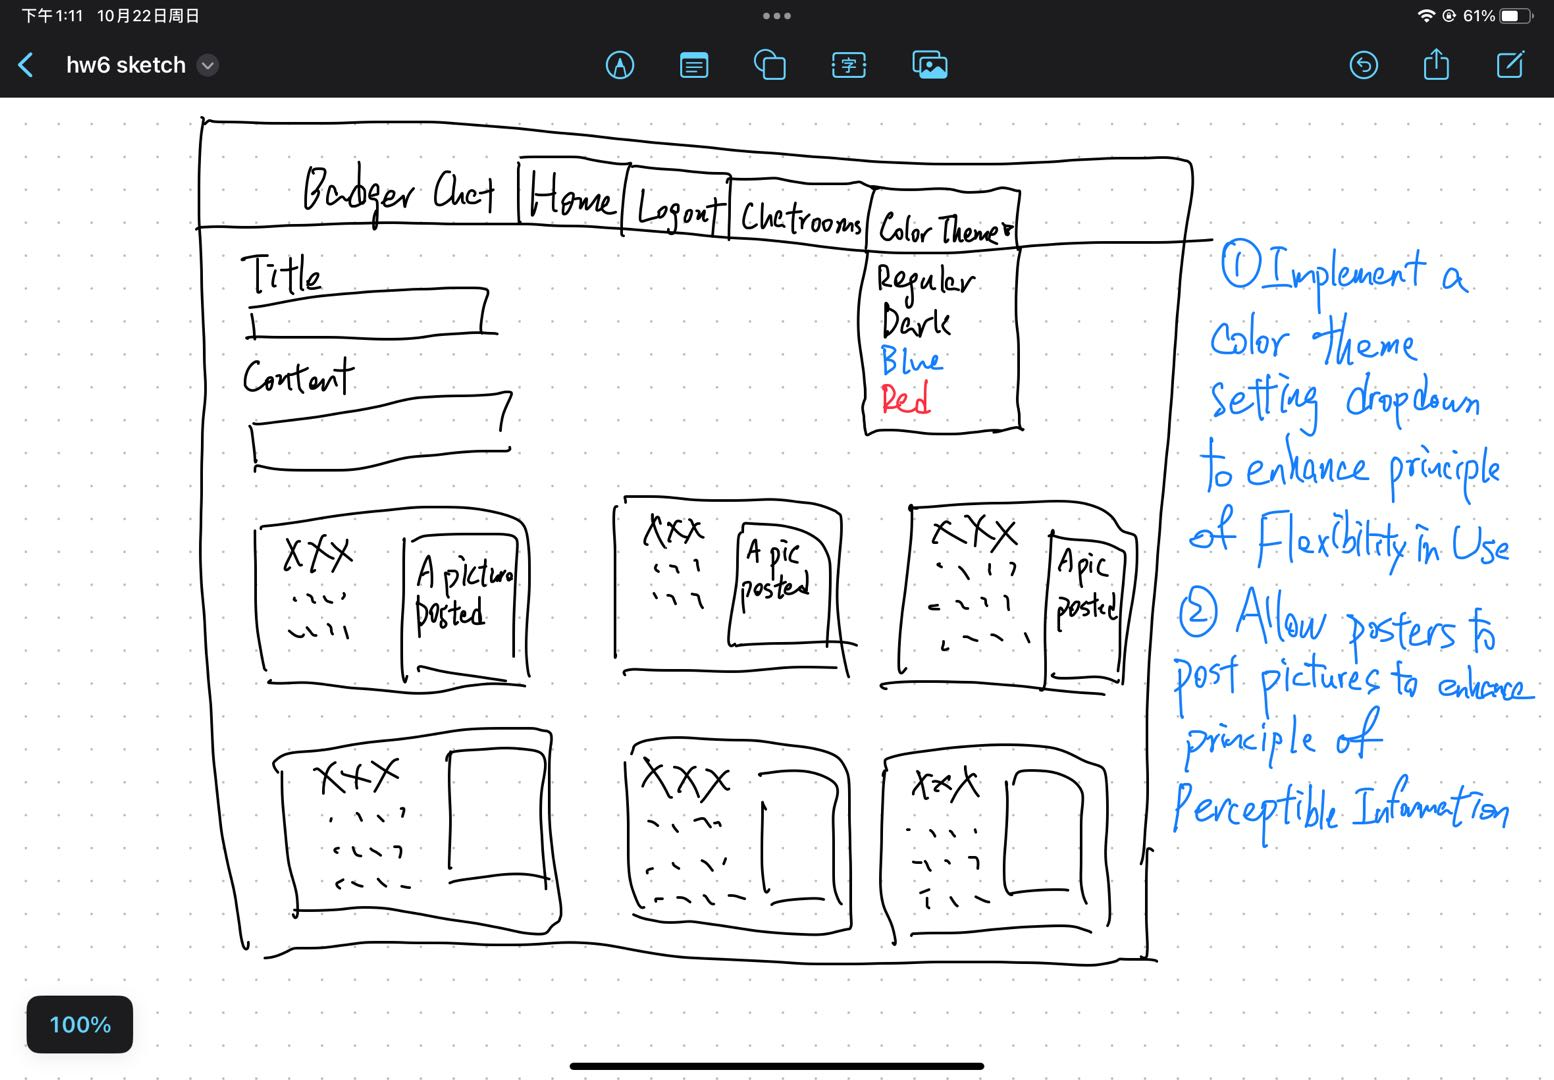 下午1:11 10月22日周日
61%
hw6 sketch
字
Badger Chat Home Logout Chatrooms Color Theme
Title
Regular
Dark
Blue
Red
Content
XXX
A picture
posted
XXX
A pic
posted
XXX
A pic
posted
XXX
XXX
XXX
① Implement a
color theme
setting dropdown
to enhance principle
of Flexibility in Use
② Allow posters to
post pictures to enhance
principle of
Perceptible Information
100%